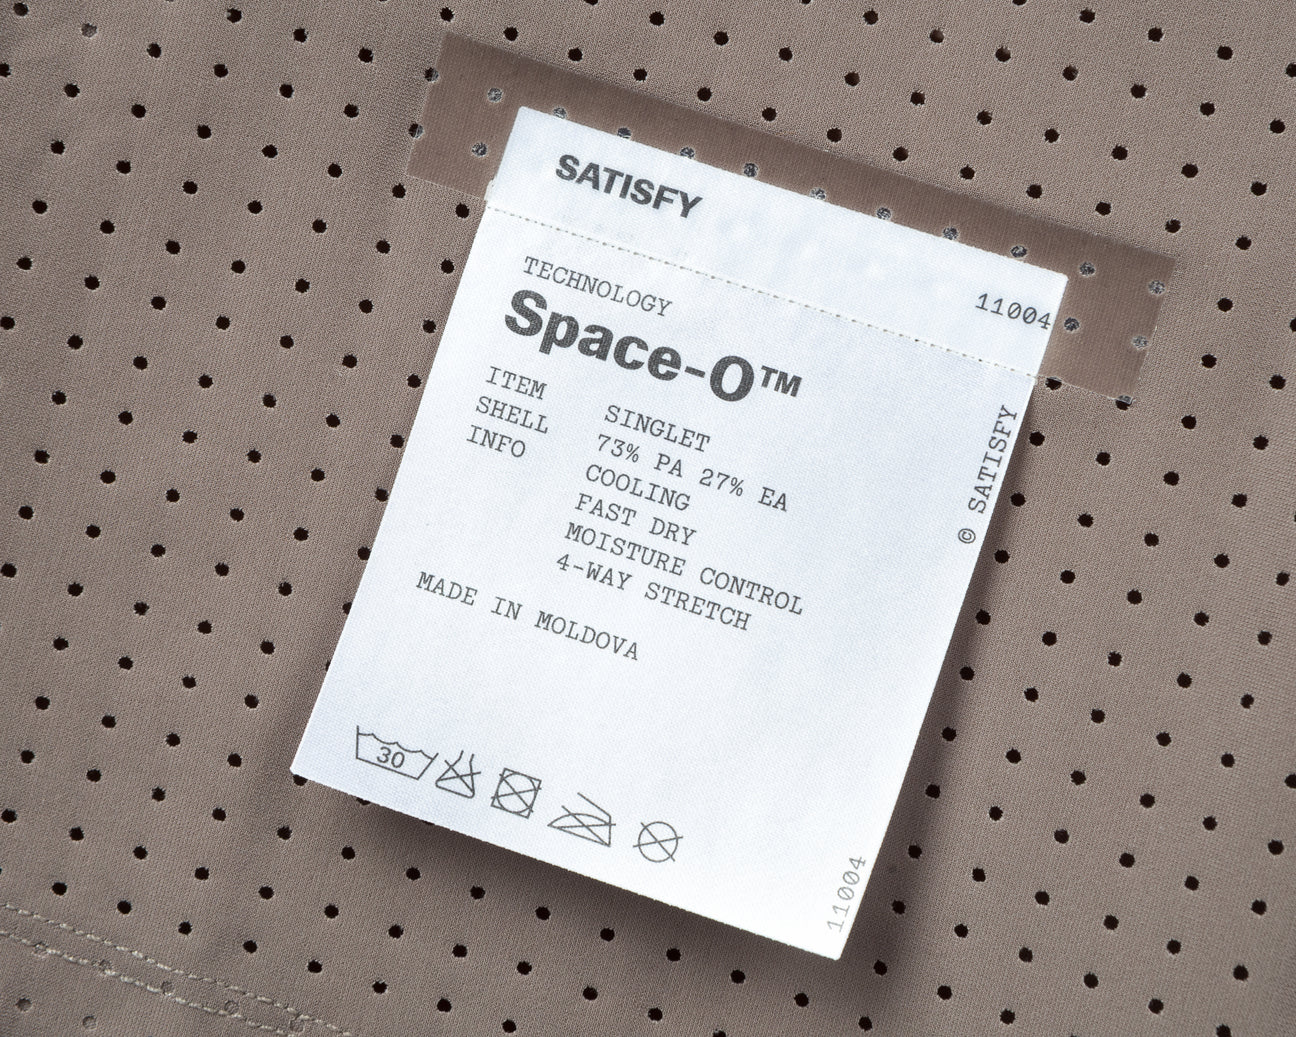 SATISFY
11004
TECHNOLOGY
Space-O™
ITEM SINGLET
SHELL 73% PA 27% EA
INFO COOLING
FAST DRY
MOISTURE CONTROL
4-WAY STRETCH
MADE IN MOLDOVA
30
© SATISFY
11004